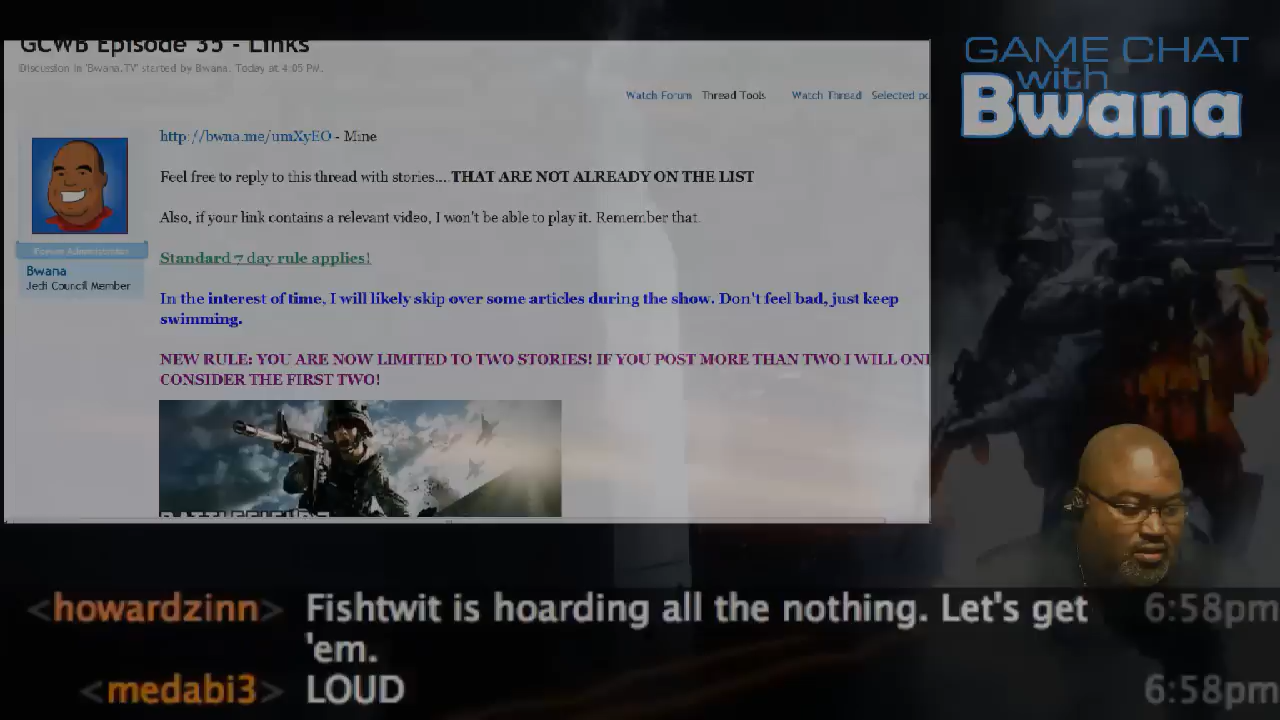 GCWB Episode 35 - Links
Discussion in 'Bwana.TV' started by Bwana, Today at 4:05 PM.
Watch Forum Thread Tools Watch Thread Selected po
http://bwna.me/umXyEO - Mine
Feel free to reply to this thread with stories....THAT ARE NOT ALREADY ON THE LIST
Also, if your link contains a relevant video, I won't be able to play it. Remember that.
Forum Administrator
Bwana
Jedi Council Member
Standard 7 day rule applies!
In the interest of time, I will likely skip over some articles during the show. Don't feel bad, just keep
swimming.
NEW RULE: YOU ARE NOW LIMITED TO TWO STORIES! IF YOU POST MORE THAN TWO I WILL ONL
CONSIDER THE FIRST TWO!
GAME CHAT
with
Bwana
<howardzinn> Fishtwit is hoarding all the nothing. Let's get 6:58pm
'em.
<medabi3> LOUD 6:58pm